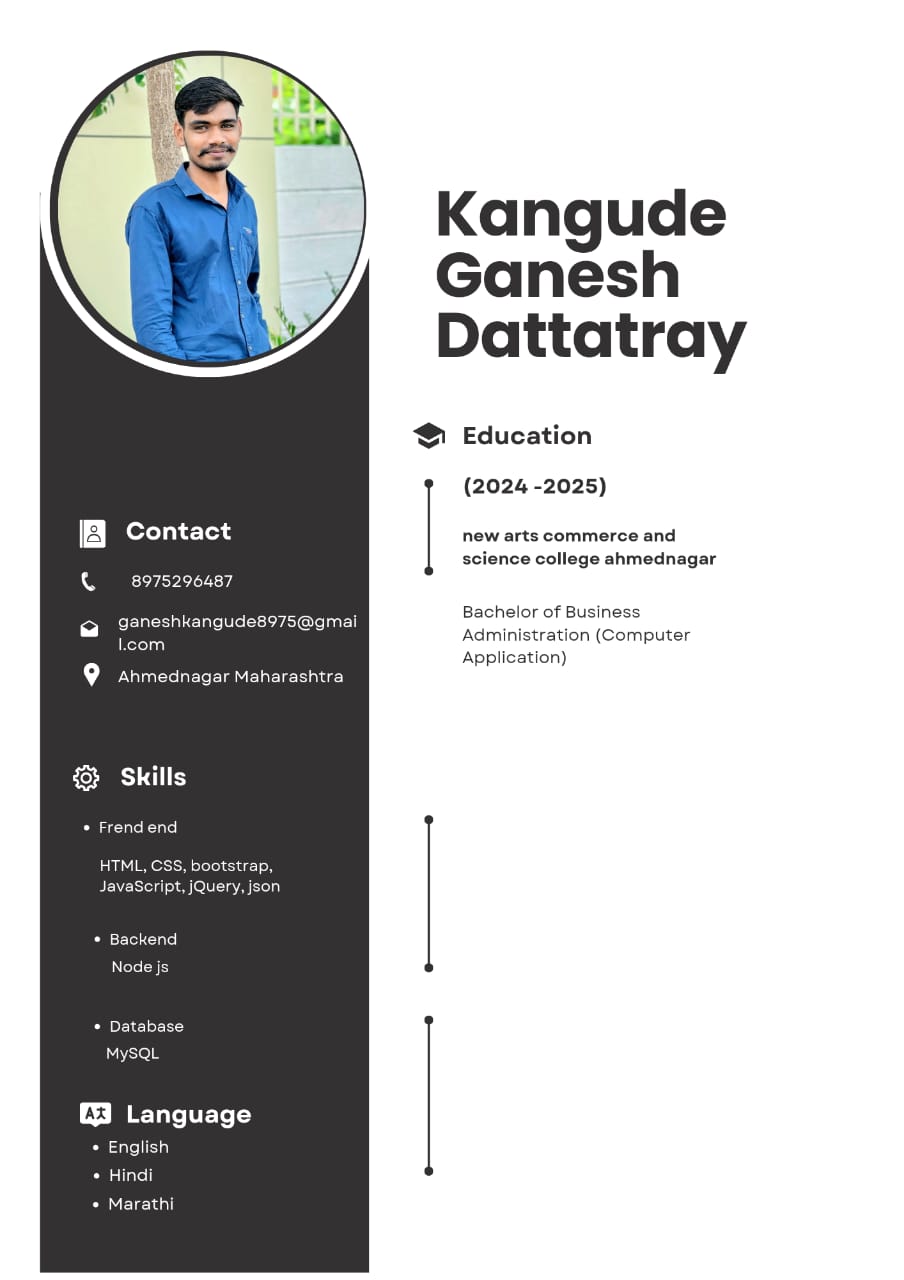 Kangude
Ganesh
Dattatray
Education
(2024 -2025)
new arts commerce and
science college ahmednagar
Bachelor of Business
Administration (Computer
Application)
Contact
8975296487
ganeshkangude8975@gmai
l.com
Ahmednagar Maharashtra
Skills
Frend end
HTML, CSS, bootstrap,
JavaScript, jQuery, json
Backend
Node js
Database
MySQL
Language
English
Hindi
Marathi